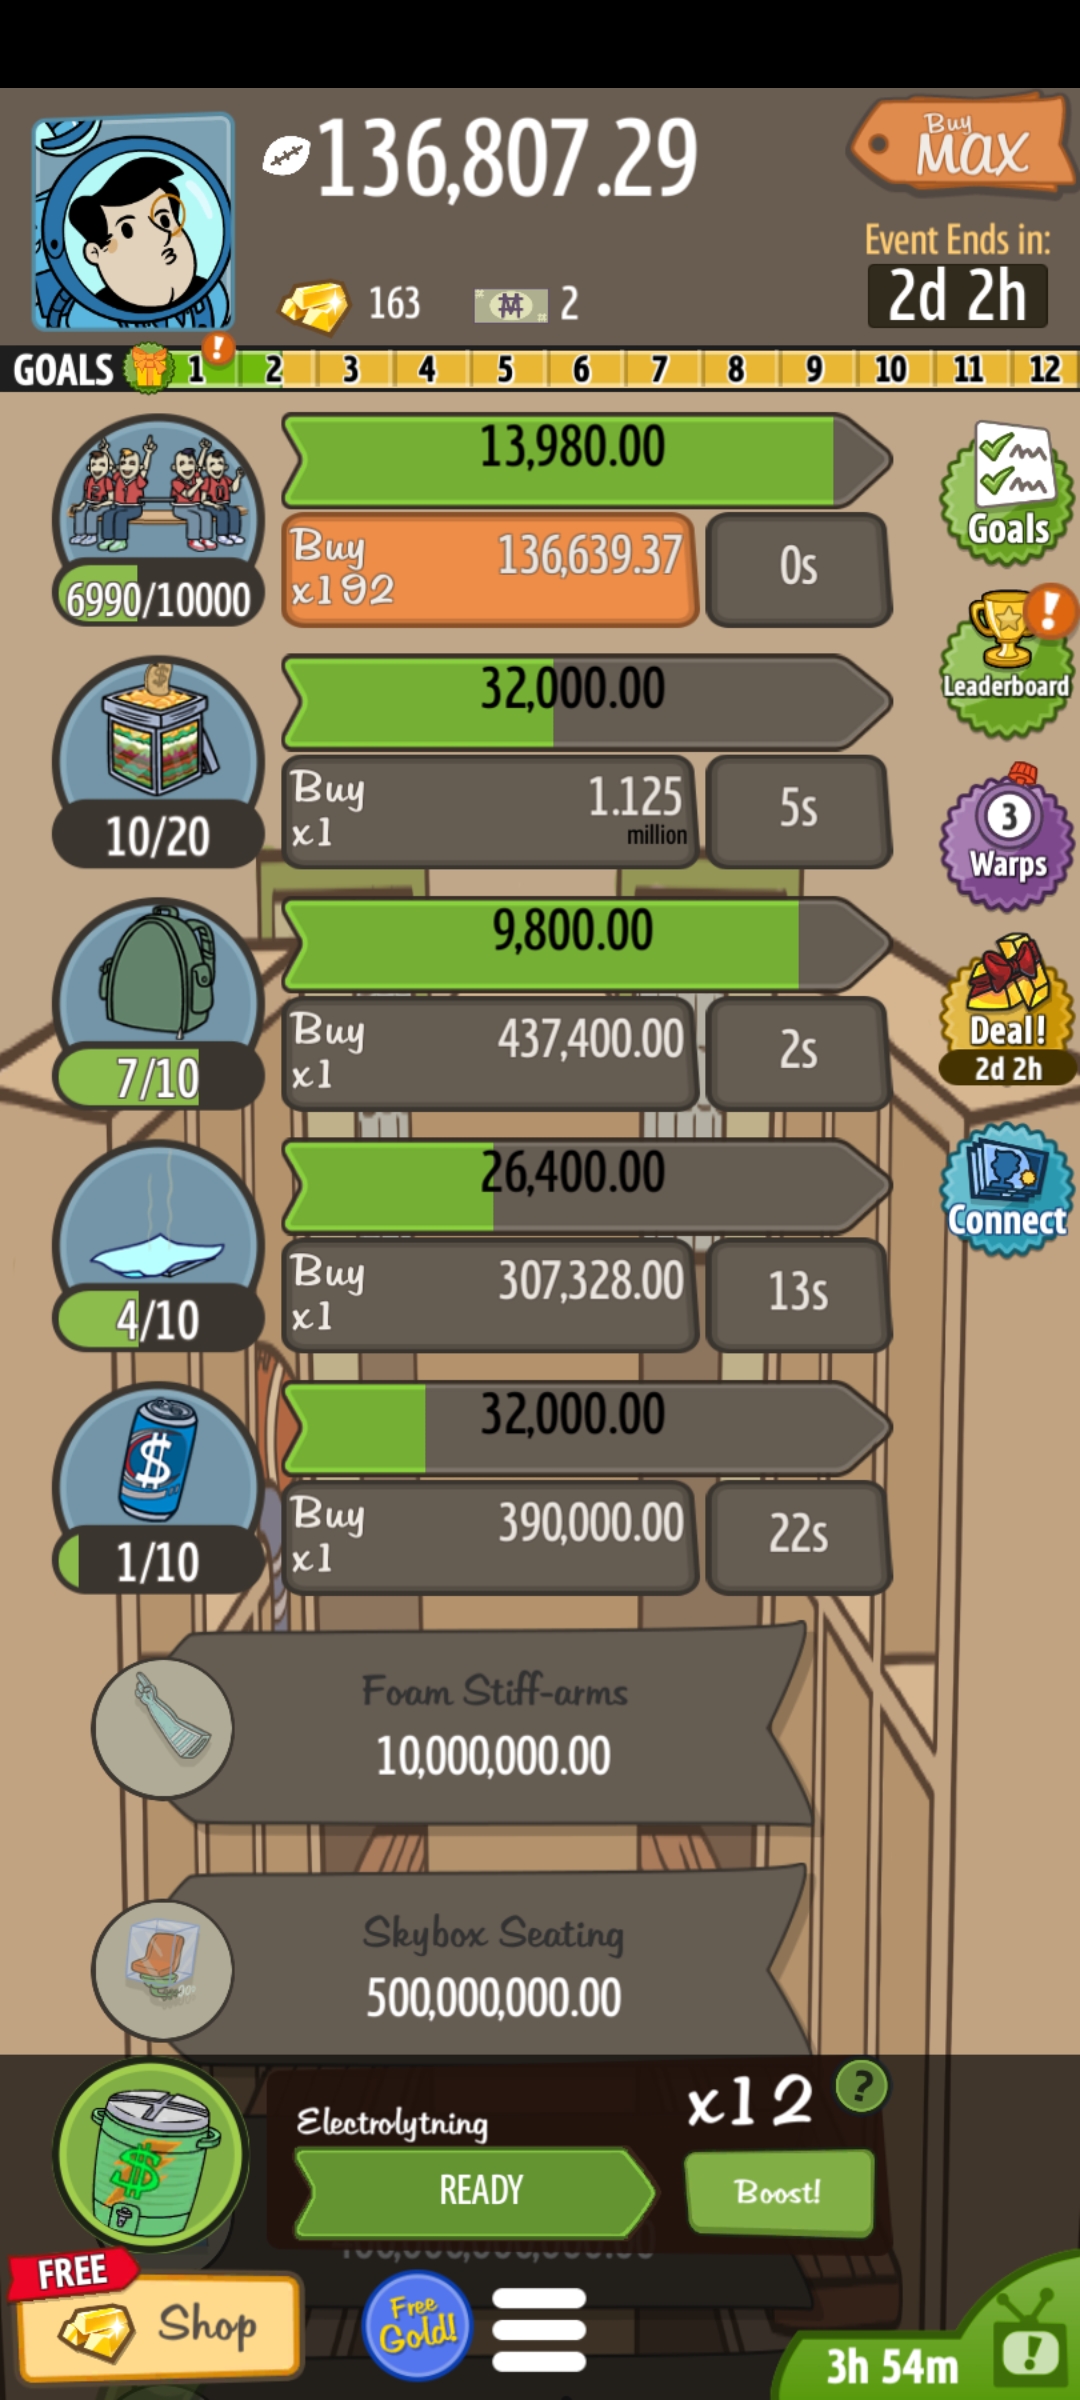 136,807.29
Buy
MAX
Event Ends in:
2d 2h
163
2
GOALS 1 ! 2 3 4 5 6 7 8 9 10 11 12
13,980.00
Buy
x192
136,639.37
0s
6990/10000
Goals
32,000.00
Buy
x1
1.125
million
5s
10/20
!
Leaderboard
9,800.00
Buy
x1
437,400.00
2s
7/10
3
Warps
Deal!
2d 2h
26,400.00
Buy
x1
307,328.00
13s
4/10
Connect
32,000.00
Buy
x1
390,000.00
22s
$
1/10
Foam Stiff-arms
10,000,000.00
Skybox Seating
500,000,000.00
Electrolytning
x12
?
READY
Boost!
$
FREE
Shop
Free
Gold!
3h 54m
!